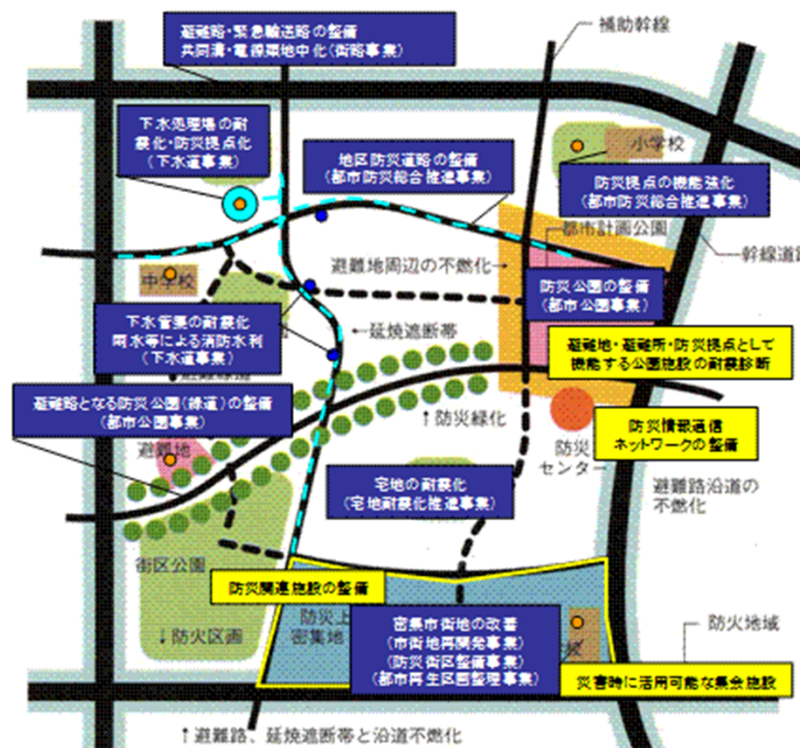 避難路・緊急輸送路の整備
共同溝・電線類地中化(街路事業)
補助幹線
下水処理場の耐
震化・防災拠点化
(下水道事業)
地区防災道路の整備
(都市防災総合推進事業)
小学校
防災拠点の機能強化
(都市防災総合推進事業)
都市計画公園
幹線道路
避難地周辺の不燃化→
中学校
防災公園の整備
(都市公園事業)
下水管渠の耐震化
雨水等による消防水利
(下水道事業)
←延焼遮断帯
避難地・避難所・防災拠点として
機能する公園施設の耐震診断
避難路となる防災公園(緑道)の整備
(都市公園事業)
↑防災緑化
防災情報通信
ネットワークの整備
避難地
防災
センター
宅地の耐震化
(宅地耐震化推進事業)
避難路沿道の
不燃化
街区公園
防災関連施設の整備
防災上
密集地
密集市街地の改善
(市街地再開発事業)
(防災街区整備事業)
(都市再生区画整理事業)
校
防火地域
↓防火区画
災害時に活用可能な集会施設
↑避難路、延焼遮断帯と沿道不燃化